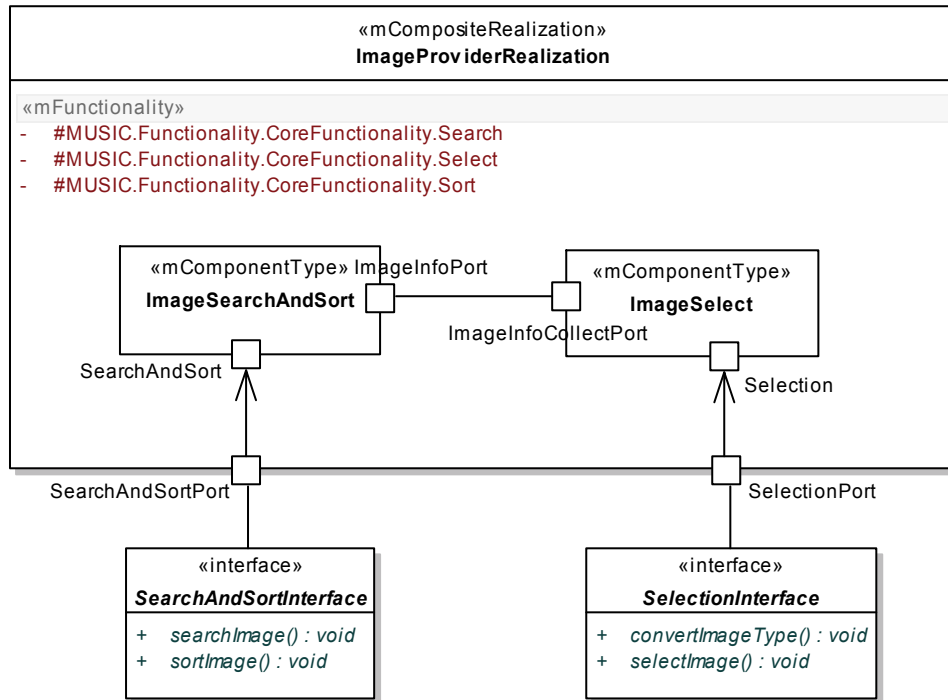 «mCompositeRealization»
ImageProviderRealization
«mFunctionality»
- #MUSIC.Functionality.CoreFunctionality.Search
- #MUSIC.Functionality.CoreFunctionality.Select
- #MUSIC.Functionality.CoreFunctionality.Sort
«mComponentType»
ImageSearchAndSort
ImageInfoPort
«mComponentType»
ImageSelect
ImageInfoCollectPort
SearchAndSort
Selection
SearchAndSortPort
SelectionPort
«interface»
SearchAndSortInterface
+ searchImage() : void
+ sortImage() : void
«interface»
SelectionInterface
+ convertImageType() : void
+ selectImage() : void